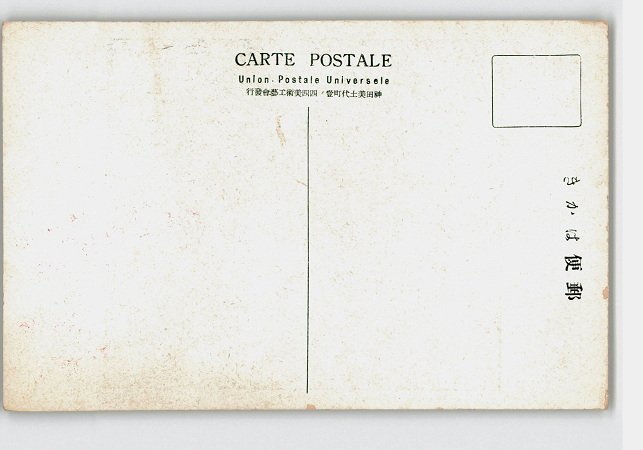 CARTE POSTALE
Union Postale Universele
神田美土代町壹ノ四四美術工藝會發行
郵便はかき